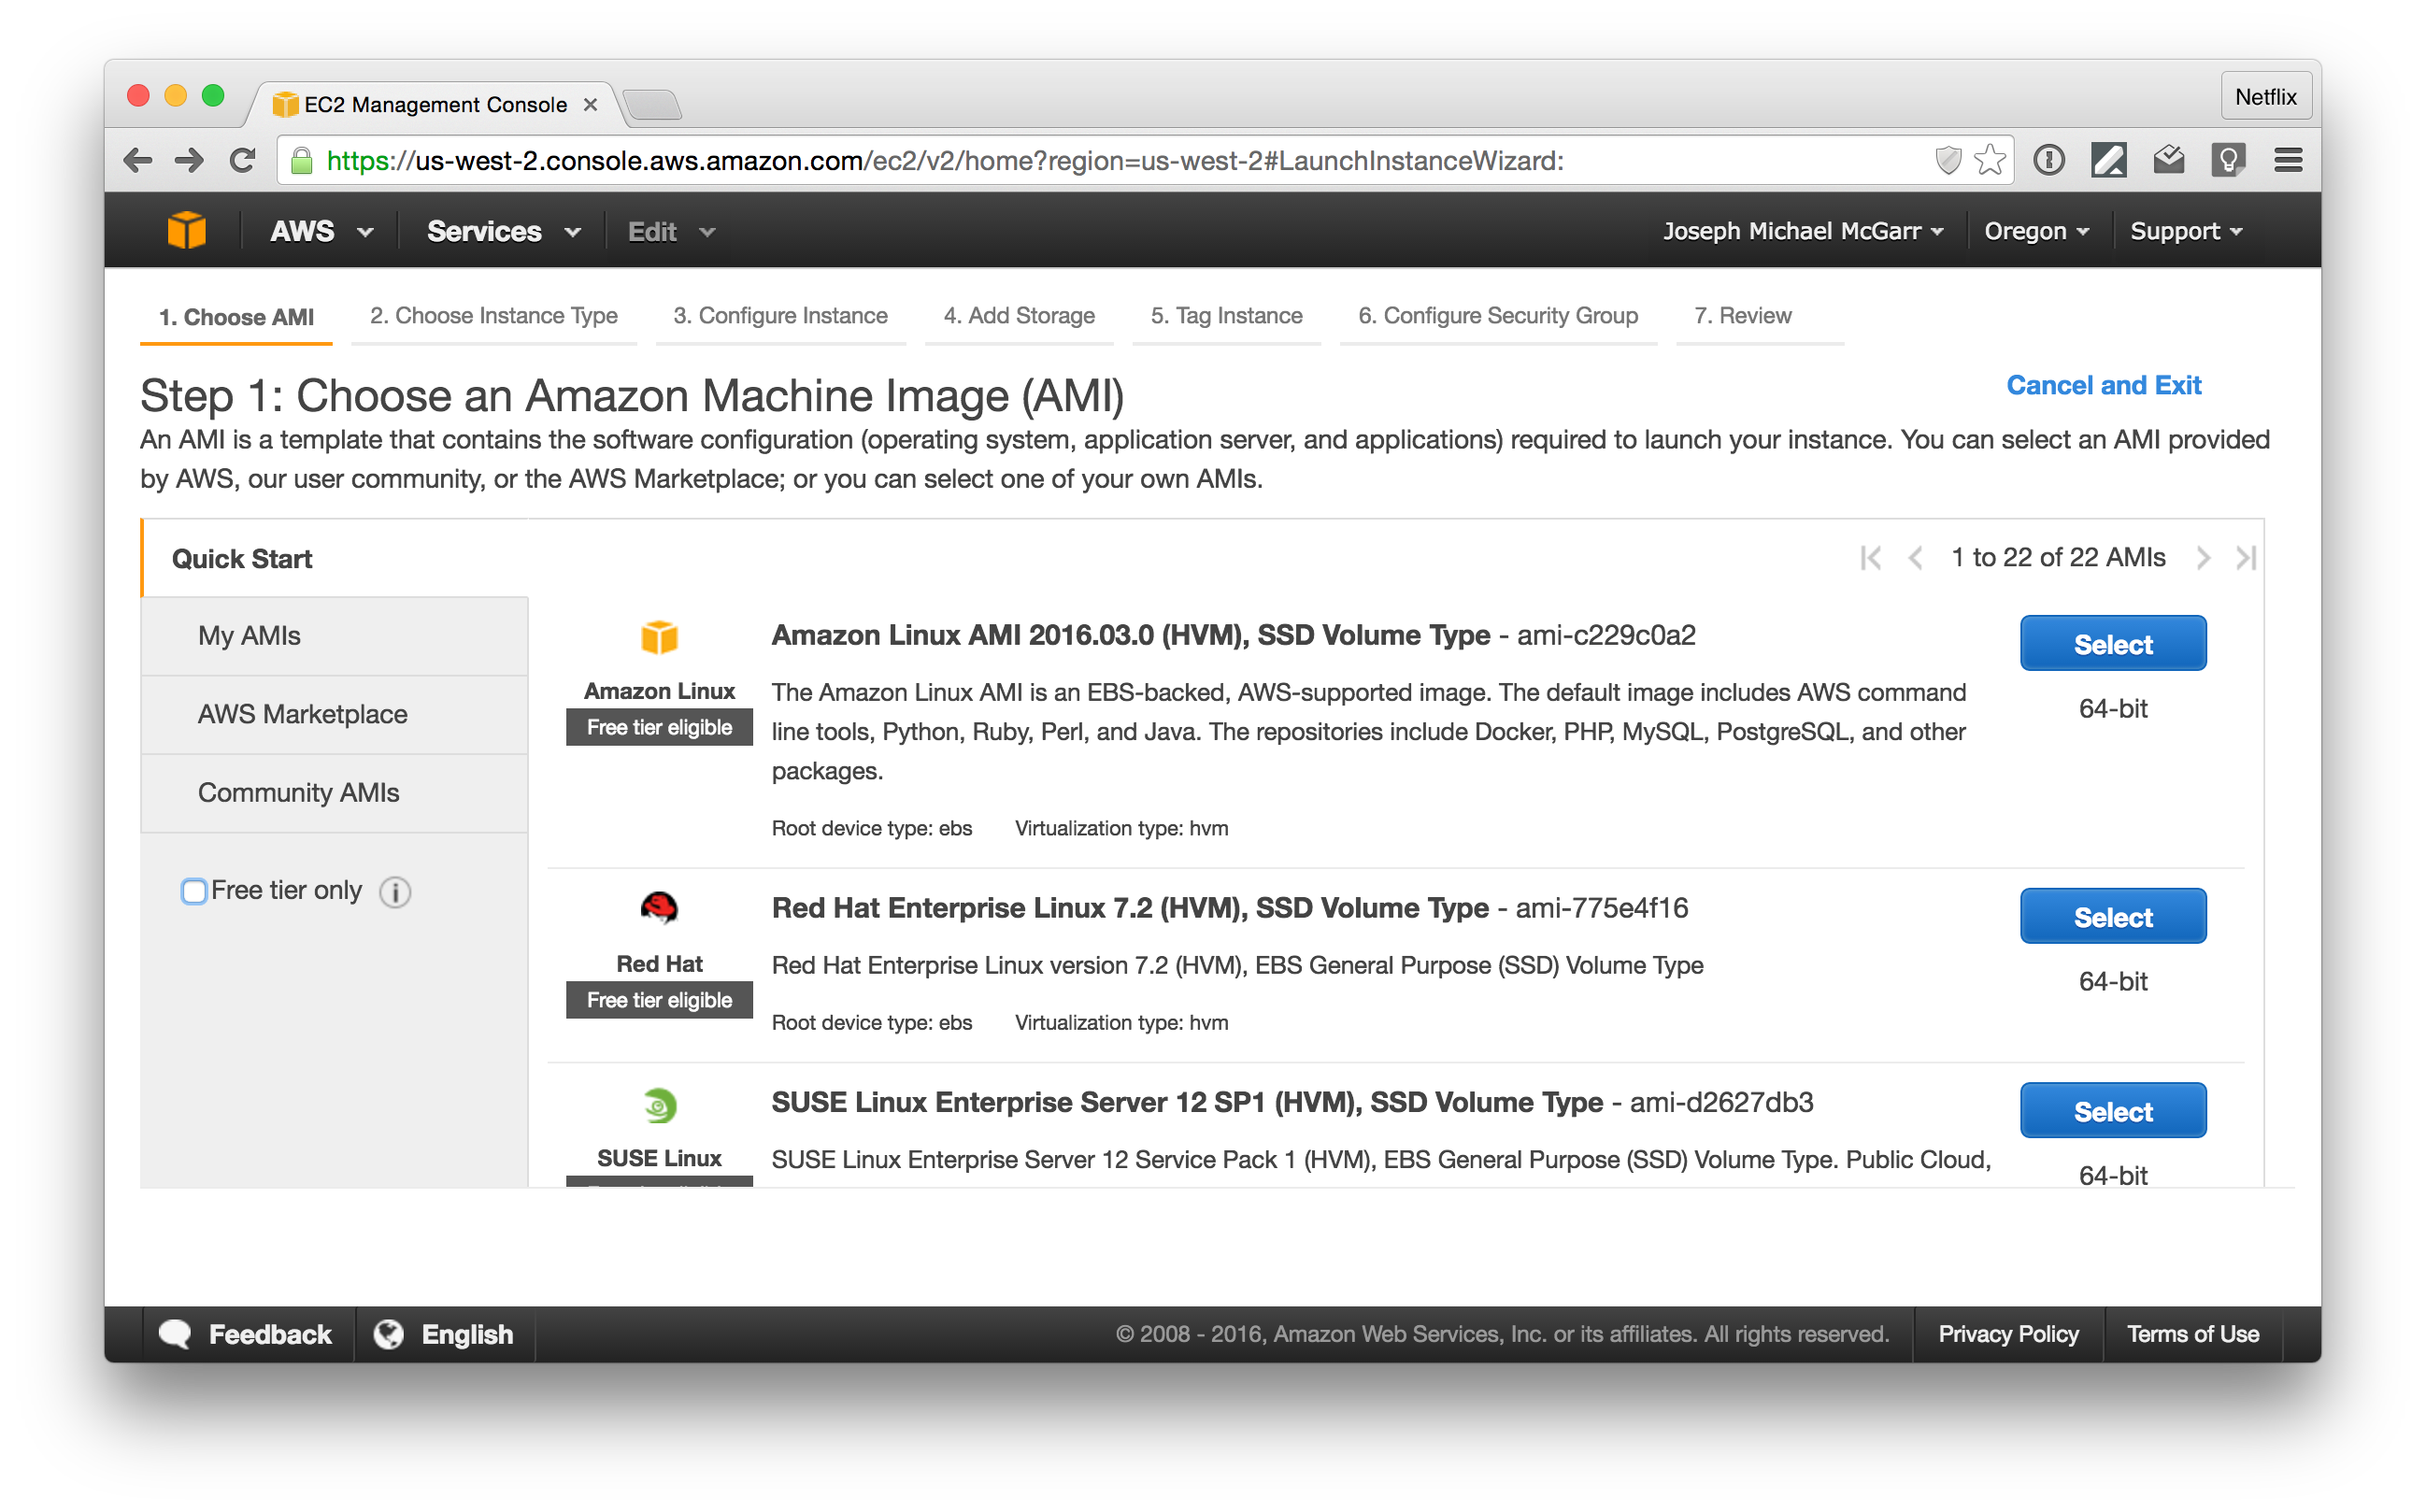 EC2 Management Console
Netflix
https://us-west-2.console.aws.amazon.com/ec2/v2/home?region=us-west-2#LaunchInstanceWizard:
AWS Services Edit Joseph Michael McGarr Oregon Support
1. Choose AMI 2. Choose Instance Type 3. Configure Instance 4. Add Storage 5. Tag Instance 6. Configure Security Group 7. Review
Step 1: Choose an Amazon Machine Image (AMI)
Cancel and Exit
An AMI is a template that contains the software configuration (operating system, application server, and applications) required to launch your instance. You can select an AMI provided
by AWS, our user community, or the AWS Marketplace; or you can select one of your own AMIs.
Quick Start
My AMIs
AWS Marketplace
Community AMIs
Free tier only
1 to 22 of 22 AMIs
Amazon Linux
Free tier eligible
Amazon Linux AMI 2016.03.0 (HVM), SSD Volume Type - ami-c229c0a2
The Amazon Linux AMI is an EBS-backed, AWS-supported image. The default image includes AWS command
line tools, Python, Ruby, Perl, and Java. The repositories include Docker, PHP, MySQL, PostgreSQL, and other
packages.
Root device type: ebs Virtualization type: hvm
Select
64-bit
Red Hat
Free tier eligible
Red Hat Enterprise Linux 7.2 (HVM), SSD Volume Type - ami-775e4f16
Red Hat Enterprise Linux version 7.2 (HVM), EBS General Purpose (SSD) Volume Type
Root device type: ebs Virtualization type: hvm
Select
64-bit
SUSE Linux
SUSE Linux Enterprise Server 12 SP1 (HVM), SSD Volume Type - ami-d2627db3
SUSE Linux Enterprise Server 12 Service Pack 1 (HVM), EBS General Purpose (SSD) Volume Type. Public Cloud,
Select
64-bit
Feedback English © 2008 - 2016, Amazon Web Services, Inc. or its affiliates. All rights reserved. Privacy Policy Terms of Use